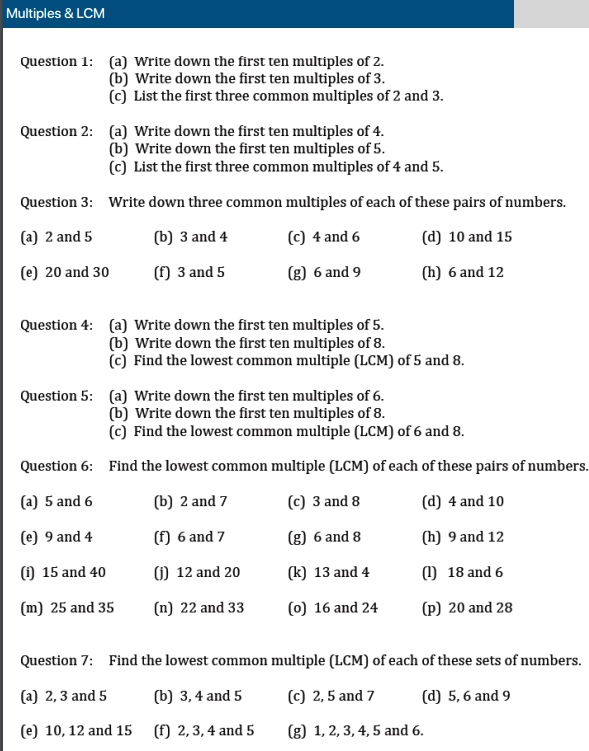 Multiples & LCM
Question 1: (a) Write down the first ten multiples of 2.
(b) Write down the first ten multiples of 3.
(c) List the first three common multiples of 2 and 3.
Question 2: (a) Write down the first ten multiples of 4.
(b) Write down the first ten multiples of 5.
(c) List the first three common multiples of 4 and 5.
Question 3: Write down three common multiples of each of these pairs of numbers.
(a) 2 and 5 (b) 3 and 4 (c) 4 and 6 (d) 10 and 15
(e) 20 and 30 (f) 3 and 5 (g) 6 and 9 (h) 6 and 12
Question 4: (a) Write down the first ten multiples of 5.
(b) Write down the first ten multiples of 8.
(c) Find the lowest common multiple (LCM) of 5 and 8.
Question 5: (a) Write down the first ten multiples of 6.
(b) Write down the first ten multiples of 8.
(c) Find the lowest common multiple (LCM) of 6 and 8.
Question 6: Find the lowest common multiple (LCM) of each of these pairs of numbers.
(a) 5 and 6 (b) 2 and 7 (c) 3 and 8 (d) 4 and 10
(e) 9 and 4 (f) 6 and 7 (g) 6 and 8 (h) 9 and 12
(i) 15 and 40 (j) 12 and 20 (k) 13 and 4 (l) 18 and 6
(m) 25 and 35 (n) 22 and 33 (o) 16 and 24 (p) 20 and 28
Question 7: Find the lowest common multiple (LCM) of each of these sets of numbers.
(a) 2, 3 and 5 (b) 3, 4 and 5 (c) 2, 5 and 7 (d) 5, 6 and 9
(e) 10, 12 and 15 (f) 2, 3, 4 and 5 (g) 1, 2, 3, 4, 5 and 6.